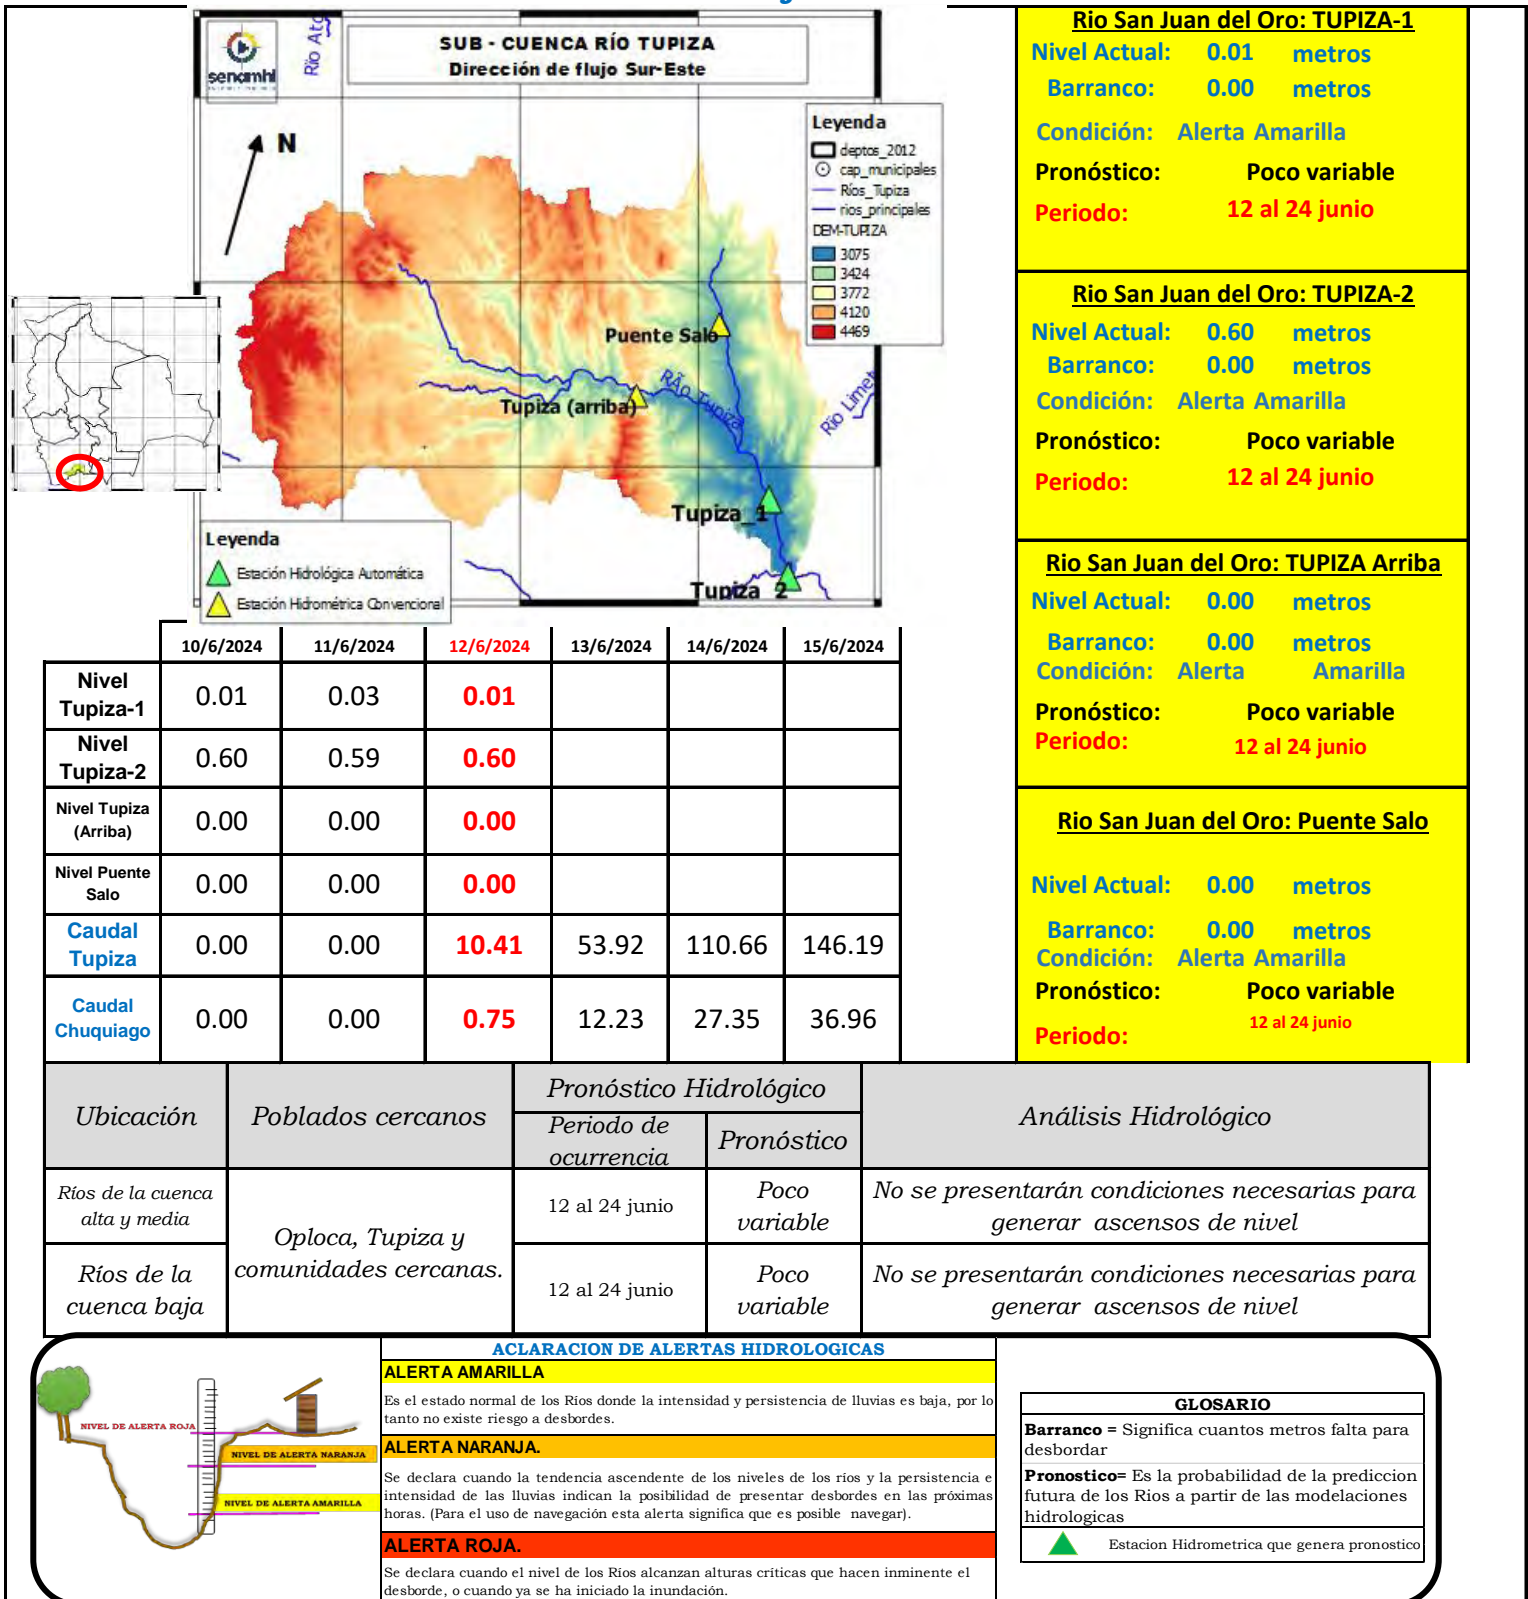 SUB - CUENCA RÍO TUPIZA
Dirección de flujo Sur-Este
senamhi
Río Ato
N
Leyenda
deptos_2012
cap_municipales
Ríos_Tupiza
rios_principales
DEM-TUPIZA
3075
3424
3772
4120
4469
Puente Salo
Tupiza (arriba)
RÃo Tupiza
Río Limet
Tupiza_1
Tupiza_2
Leyenda
Estación Hidrológica Automática
Estación Hidrométrica Convencional
Rio San Juan del Oro: TUPIZA-1
Nivel Actual: 0.01 metros
Barranco: 0.00 metros
Condición: Alerta Amarilla
Pronóstico: Poco variable
Periodo: 12 al 24 junio
Rio San Juan del Oro: TUPIZA-2
Nivel Actual: 0.60 metros
Barranco: 0.00 metros
Condición: Alerta Amarilla
Pronóstico: Poco variable
Periodo: 12 al 24 junio
Rio San Juan del Oro: TUPIZA Arriba
Nivel Actual: 0.00 metros
Barranco: 0.00 metros
Condición: Alerta Amarilla
Pronóstico: Poco variable
Periodo: 12 al 24 junio
Rio San Juan del Oro: Puente Salo
Nivel Actual: 0.00 metros
Barranco: 0.00 metros
Condición: Alerta Amarilla
Pronóstico: Poco variable
Periodo: 12 al 24 junio
10/6/2024 11/6/2024 12/6/2024 13/6/2024 14/6/2024 15/6/2024
Nivel
Tupiza-1 0.01 0.03 0.01
Nivel
Tupiza-2 0.60 0.59 0.60
Nivel Tupiza
(Arriba) 0.00 0.00 0.00
Nivel Puente
Salo 0.00 0.00 0.00
Caudal
Tupiza 0.00 0.00 10.41 53.92 110.66 146.19
Caudal
Chuquiago 0.00 0.00 0.75 12.23 27.35 36.96
Ubicación
Poblados cercanos
Pronóstico Hidrológico
Periodo de
ocurrencia
Pronóstico
Análisis Hidrológico
Ríos de la cuenca
alta y media
Oploca, Tupiza y
comunidades cercanas.
12 al 24 junio
Poco
variable
No se presentarán condiciones necesarias para
generar ascensos de nivel
Ríos de la
cuenca baja
12 al 24 junio
Poco
variable
No se presentarán condiciones necesarias para
generar ascensos de nivel
NIVEL DE ALERTA ROJA
NIVEL DE ALERTA NARANJA
NIVEL DE ALERTA AMARILLA
ACLARACION DE ALERTAS HIDROLOGICAS
ALERTA AMARILLA
Es el estado normal de los Rios donde la intensidad y persistencia de lluvias es baja, por lo
tanto no existe riesgo a desbordes.
ALERTA NARANJA.
Se declara cuando la tendencia ascendente de los niveles de los rios y la persistencia e
intensidad de las lluvias indican la posibilidad de presentar desbordes en las próximas
horas. (Para el uso de navegación esta alerta significa que es posible navegar).
ALERTA ROJA.
Se declara cuando el nivel de los Rios alcanzan alturas críticas que hacen inminente el
desborde, o cuando ya se ha iniciado la inundación.
GLOSARIO
Barranco = Significa cuantos metros falta para
desbordar
Pronostico= Es la probabilidad de la prediccion
futura de los Rios a partir de las modelaciones
hidrologicas
Estacion Hidrometrica que genera pronostico